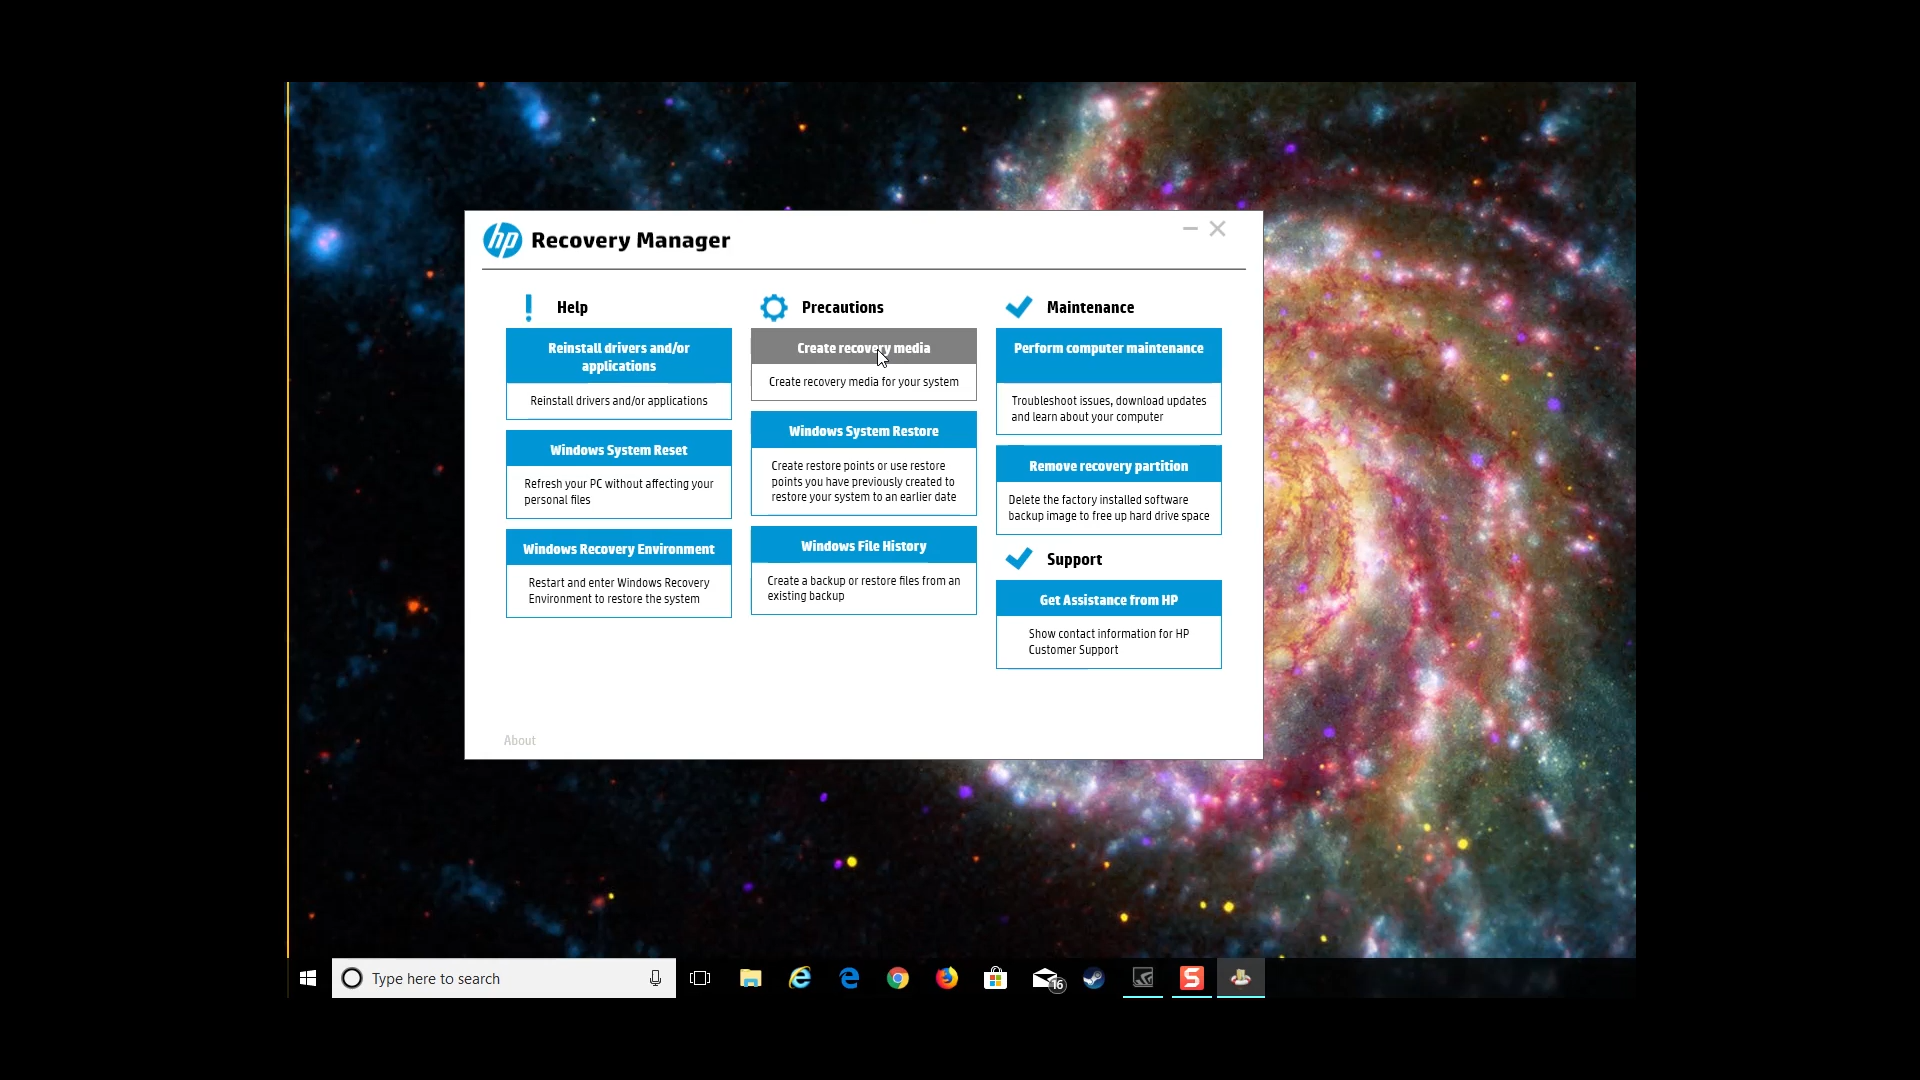 hp Recovery Manager
Help
Reinstall drivers and/or
applications
Reinstall drivers and/or applications
Windows System Reset
Refresh your PC without affecting your
personal files
Windows Recovery Environment
Restart and enter Windows Recovery
Environment to restore the system
Precautions
Create recovery media
Create recovery media for your system
Windows System Restore
Create restore points or use restore
points you have previously created to
restore your system to an earlier date
Windows File History
Create a backup or restore files from an
existing backup
Maintenance
Perform computer maintenance
Troubleshoot issues, download updates
and learn about your computer
Remove recovery partition
Delete the factory installed software
backup image to free up hard drive space
Support
Get Assistance from HP
Show contact information for HP
Customer Support
About
Type here to search
16
S